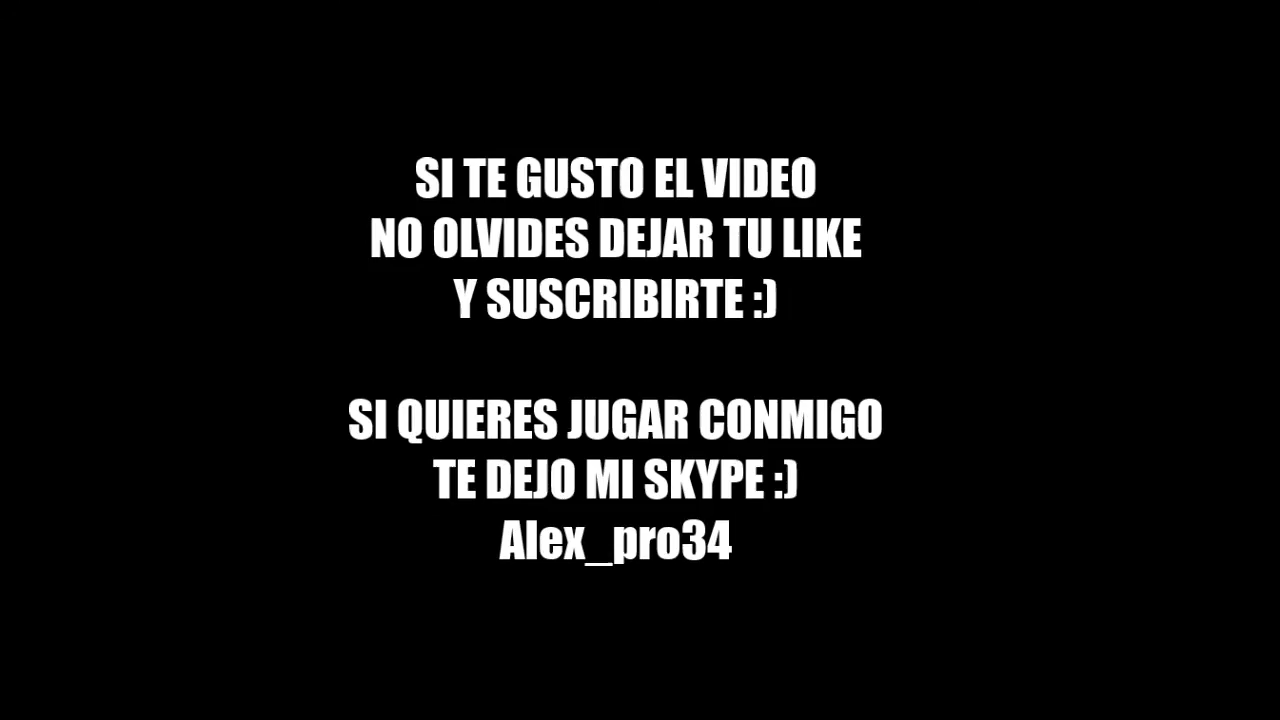 SI TE GUSTO EL VIDEO
NO OLVIDES DEJAR TU LIKE
Y SUSCRIBIRTE :)
SI QUIERES JUGAR CONMIGO
TE DEJO MI SKYPE :)
Alex_pro34